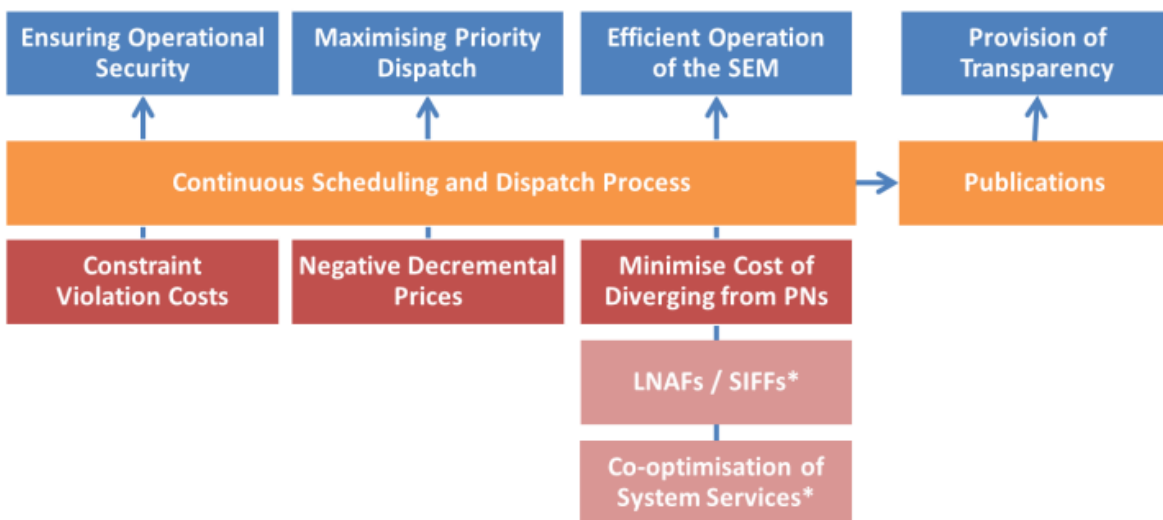 Ensuring Operational
Security
Maximising Priority
Dispatch
Efficient Operation
of the SEM
Provision of
Transparency
Continuous Scheduling and Dispatch Process
Publications
Constraint
Violation Costs
Negative Decremental
Prices
Minimise Cost of
Diverging from PNs
LNAFs / SIFFs*
Co-optimisation of
System Services*